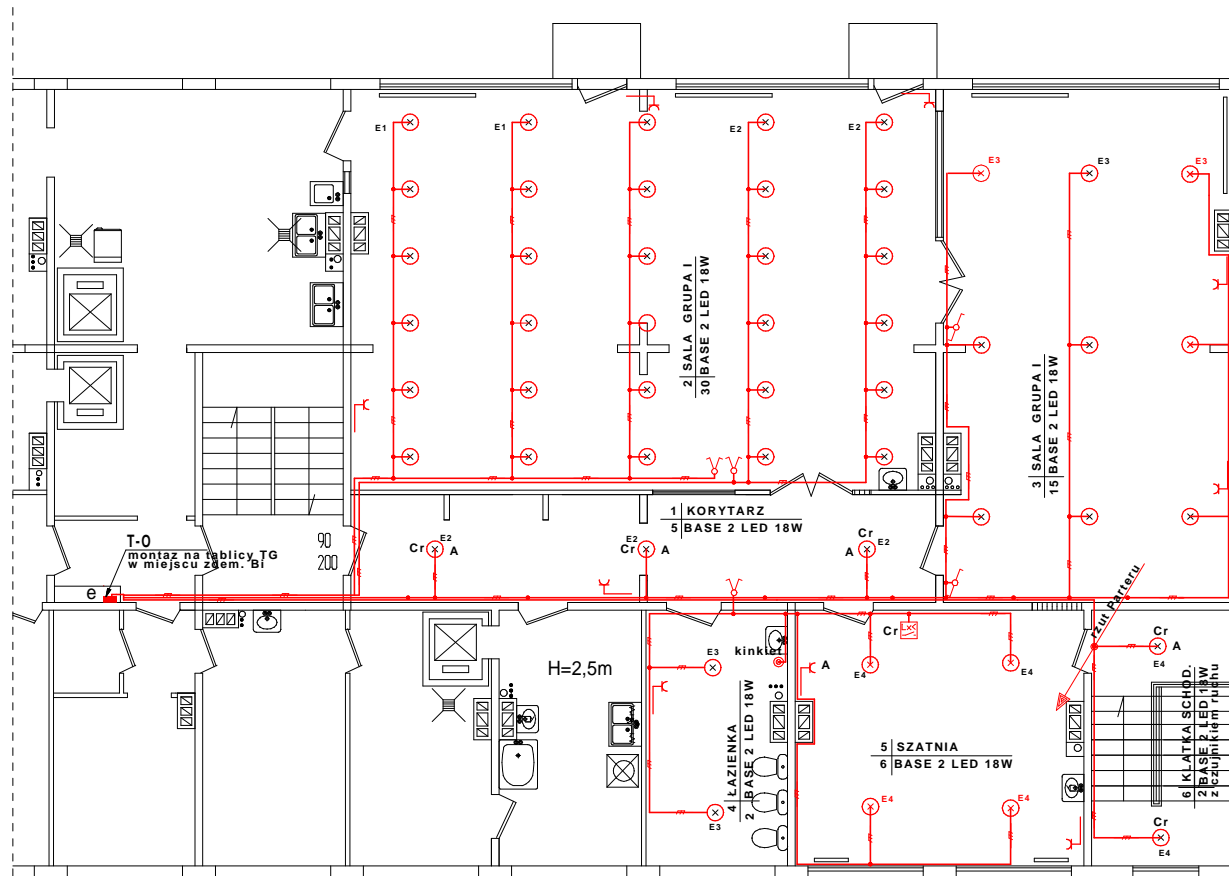 E1
E1
E2
E2
E3
E3
E3
2 SALA GRUPA I
30 BASE 2 LED 18W
3 SALA GRUPA I
15 BASE 2 LED 18W
1 KORYTARZ
5 BASE 2 LED 18W
T-0
montaz na tablicy TG
w miejscu zdem. Bi
90
200
e
E2
Cr A
E2
Cr A
Cr
A E2
rzut Parteru
Cr
A
E4
Cr
kinkiet
A
E3
E4
E4
H=2,5m
4 ŁAZIENKA
2 BASE 2 LED 18W
5 SZATNIA
6 BASE 2 LED 18W
6 KLATKA SCHOD.
2 BASE 2 LED 18W
z czujnikiem ruchu
E4
E4
E3
Cr
E4